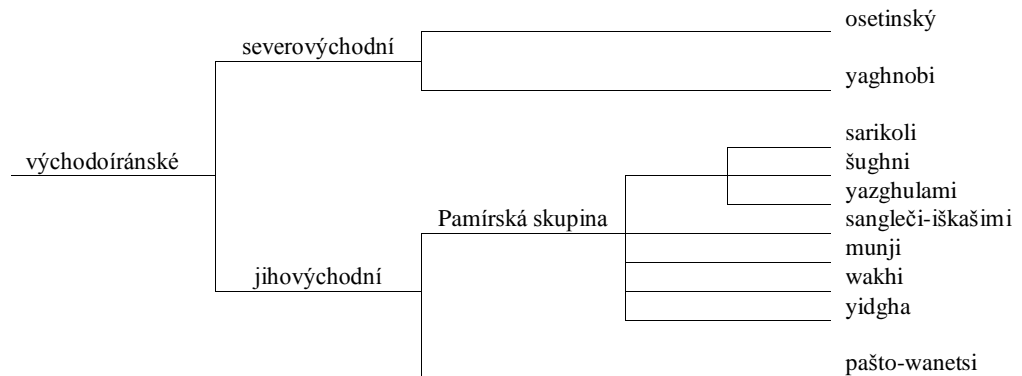 osetinský
severovýchodní
yaghnobi
východoíránské
sarikoli
šughni
yazghulami
Pamírská skupina
sangleči-iškašimi
munji
jihovýchodní
wakhi
yidgha
pašto-wanetsi